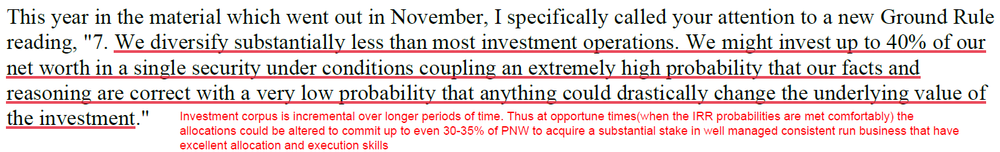 This year in the material which went out in November, I specifically called your attention to a new Ground Rule
reading, "7. We diversify substantially less than most investment operations. We might invest up to 40% of our
net worth in a single security under conditions coupling an extremely high probability that our facts and
reasoning are correct with a very low probability that anything could drastically change the underlying value of
the investment."
Investment corpus is incremental over longer periods of time. Thus at opportune times(when the IRR probabilities are met comfortably) the
allocations could be altered to commit up to even 30-35% of PNW to acquire a substantial stake in well managed consistent run business that have
excellent allocation and execution skills